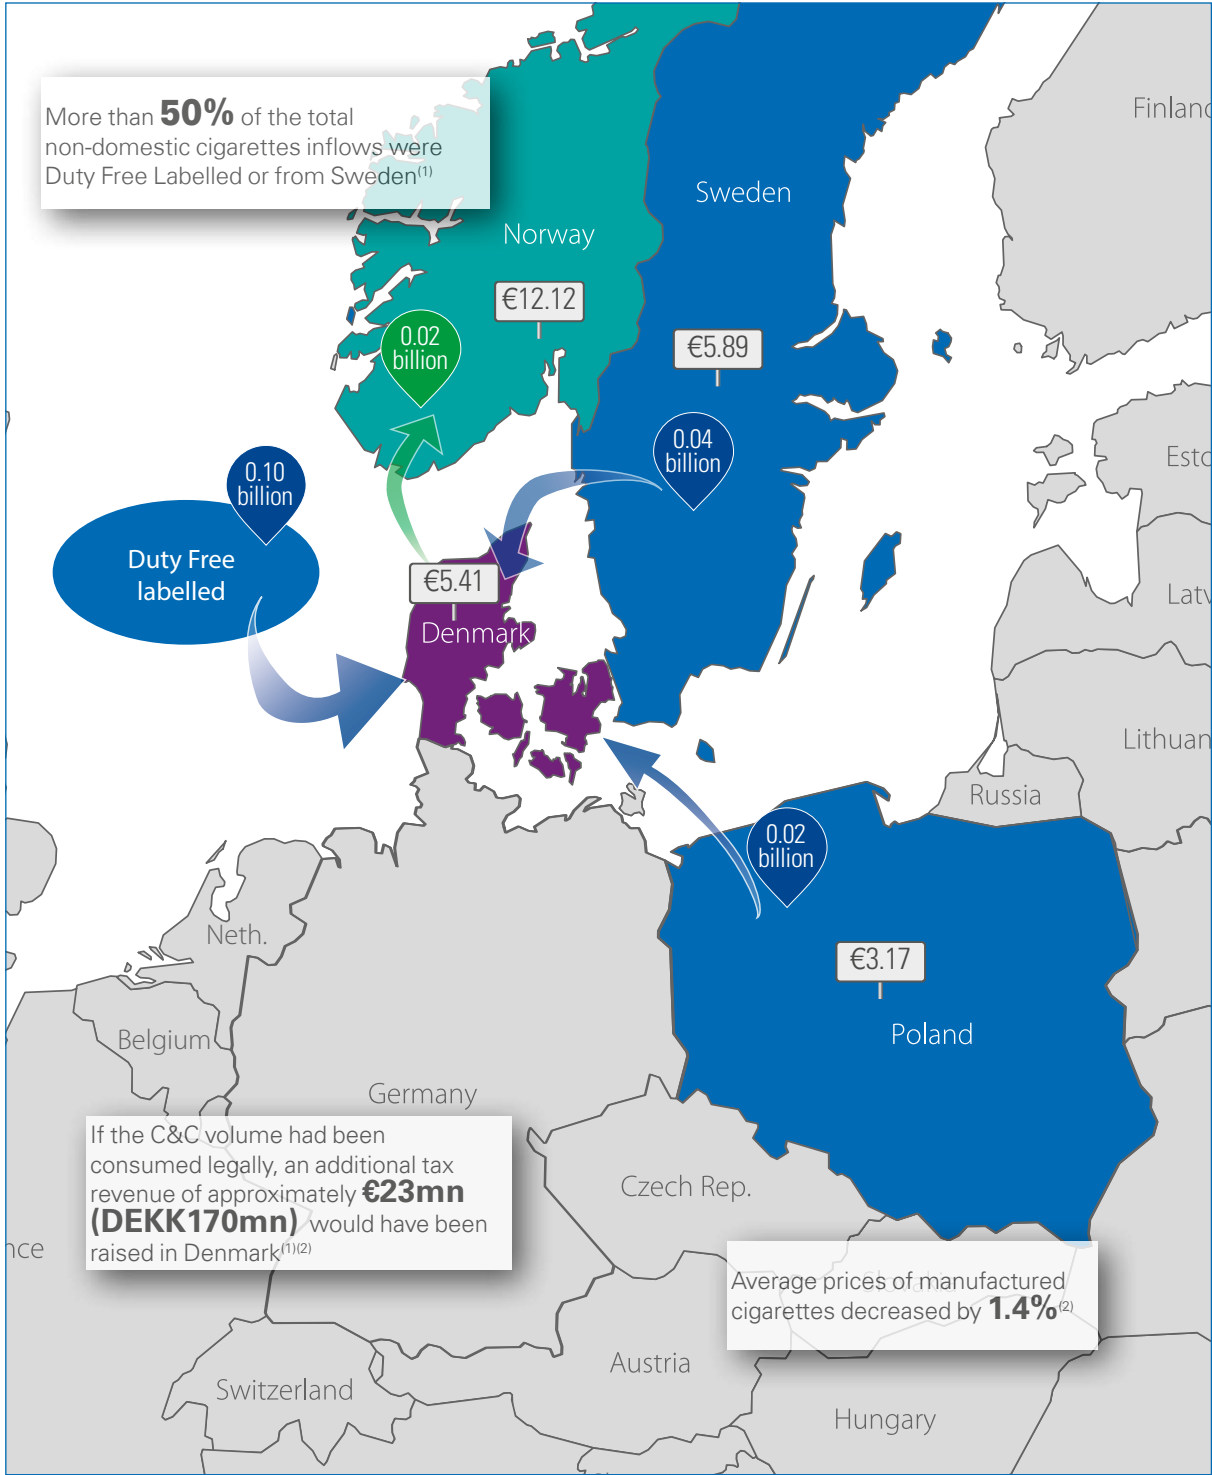 More than 50% of the total
non-domestic cigarettes inflows were
Duty Free Labelled or from Sweden(1)
Finlanc
Sweden
Norway
€12.12
0.02
billion
€5.89
0.04
billion
0.10
billion
Estc
Duty Free
labelled
€5.41
Denmark
Latv
Lithuan
Russia
0.02
billion
Neth.
€3.17
Belgium
Poland
Germany
If the C&C volume had been
consumed legally, an additional tax
revenue of approximately €23mn
(DEKK170mn) would have been
raised in Denmark(1)(2)
Czech Rep.
nce
Average prices of manufactured
cigarettes decreased by 1.4%(2)
Austria
Switzerland
Hungary